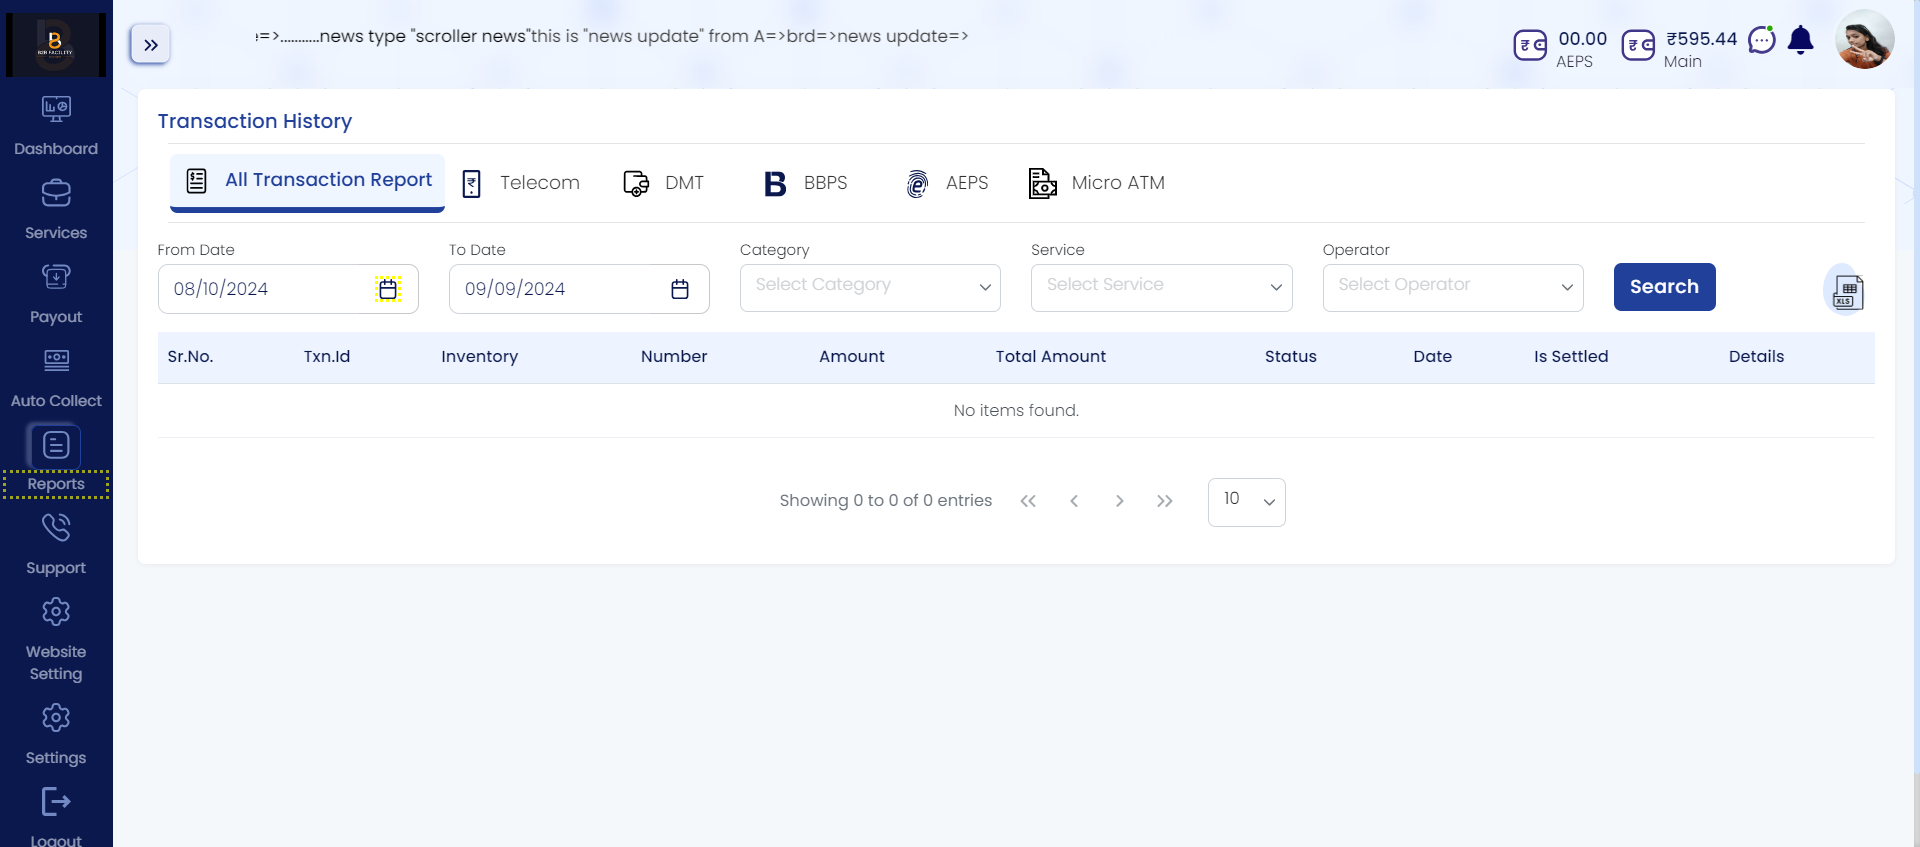 B2B FACILITY
=>...........news type "scroller news"this is "news update" from A=>brd=>news update=>
00.00
AEPS
₹595.44
Main
Dashboard
Services
Payout
Auto Collect
Reports
Support
Website
Setting
Settings
Logout
Transaction History
All Transaction Report
Telecom
DMT
BBPS
AEPS
Micro ATM
From Date
To Date
Category
Service
Operator
08/10/2024
09/09/2024
Select Category
Select Service
Select Operator
Search
XLS
Sr.No. Txn.Id Inventory Number Amount Total Amount Status Date Is Settled Details
No items found.
Showing 0 to 0 of 0 entries
10